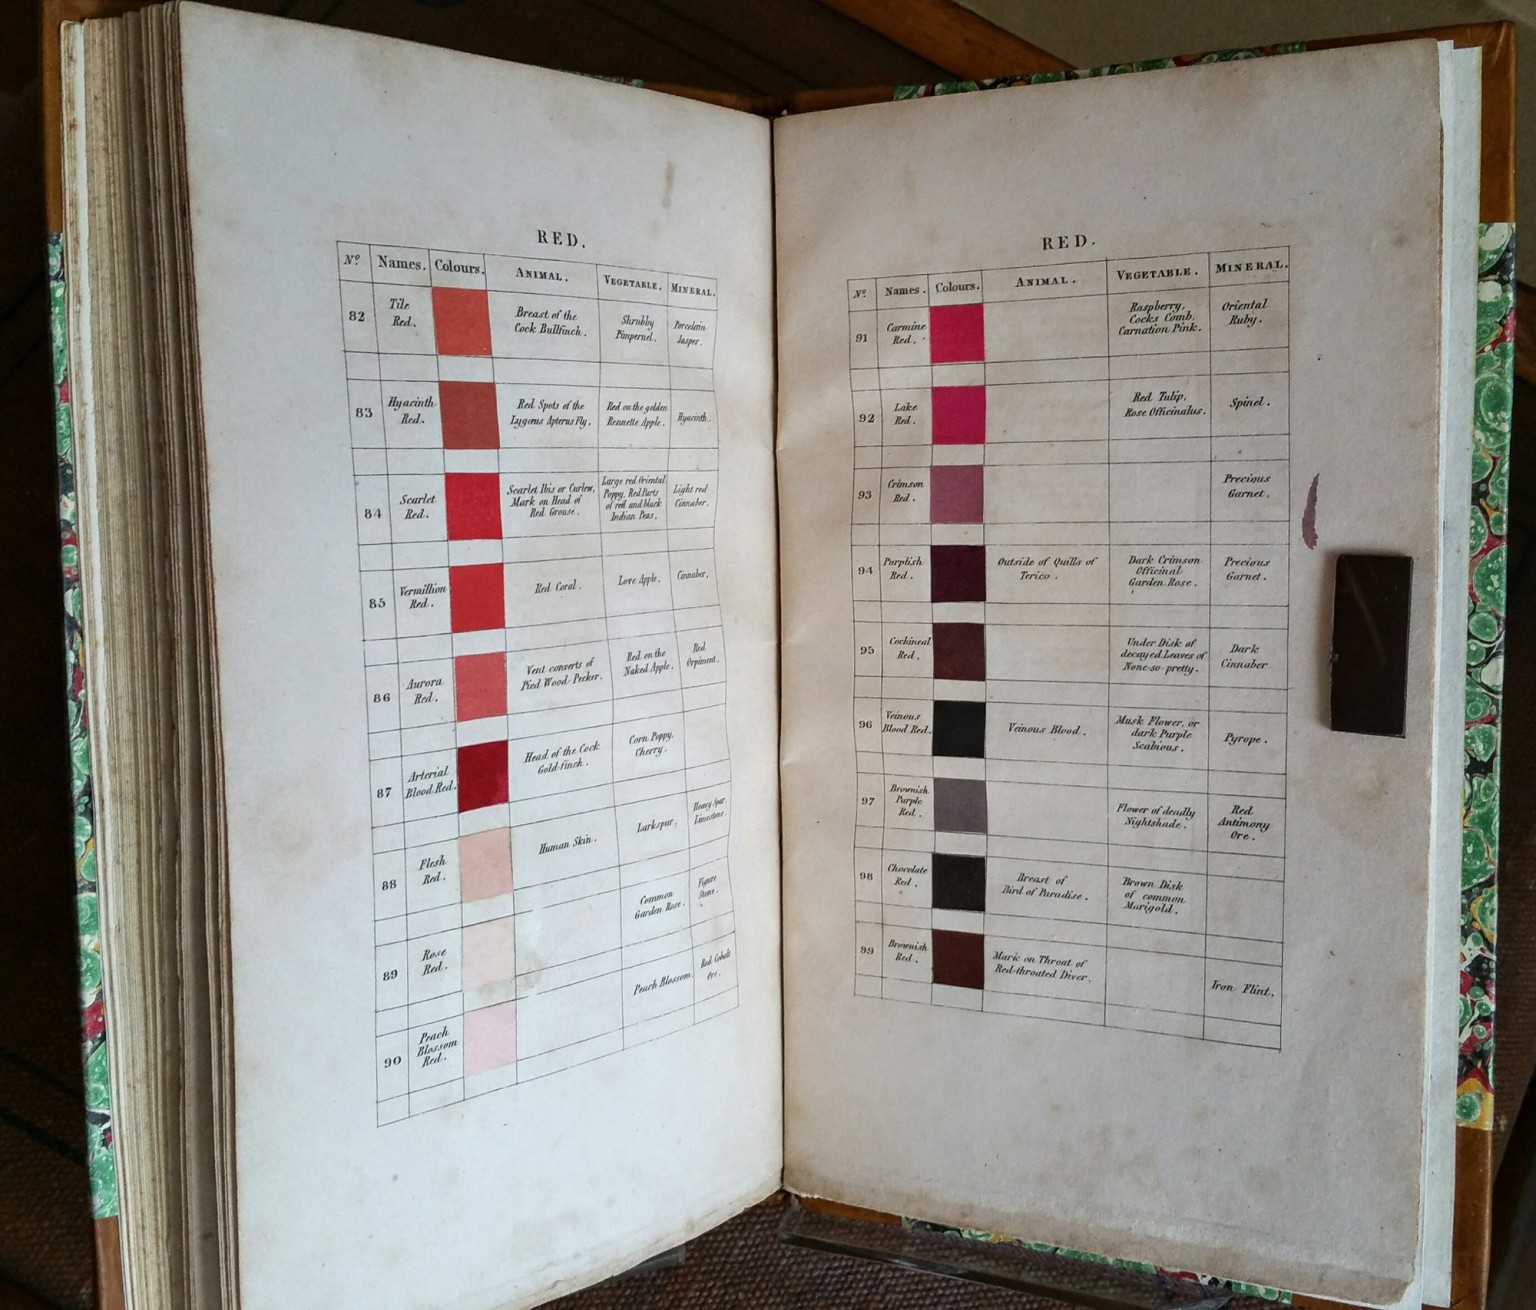 RED.
Nº Names. Colours. ANIMAL. VEGETABLE. MINERAL.
82
Tile
Red.
Breast of the
Cock Bullfinch.
Shrubby
Pimpernel.
Porcelain
Jasper.
83
Hyacinth
Red.
Red Spots of the
Lygœus Apterus Fly.
Red on the golden
Rennette Apple.
Hyacinth.
84
Scarlet
Red.
Scarlet Ibis or Curlew,
Mark on Head of
Red Grouse.
Large red Oriental
Poppy, Red Parts
of red and black
Indian Peas.
Light red
Cinnaber.
85
Vermillion
Red.
Red Coral.
Love Apple.
Cinnaber.
86
Aurora
Red.
Vent converts of
Pied Wood-Pecker.
Red on the
Naked Apple.
Red
Orpiment.
87
Arterial
Blood Red.
Head of the Cock
Gold-finch.
Corn Poppy,
Cherry.
88
Flesh
Red.
Human Skin.
Larkspur.
Heavy Spar.
Limestone.
89
Rose
Red.
Common
Garden Rose.
Figure
Stone.
90
Peach
Blossom
Red.
Peach Blossom.
Red Cobalt
Ore.
RED.
Nº Names. Colours. ANIMAL. VEGETABLE. MINERAL.
91
Carmine
Red.
Raspberry,
Cocks Comb,
Carnation Pink.
Oriental
Ruby.
92
Lake
Red.
Red Tulip,
Rose Officinalus.
Spinel.
93
Crimson
Red.
Precious
Garnet.
94
Purplish
Red.
Outside of Quills of
Terico.
Dark Crimson
Officinal
Garden Rose.
Precious
Garnet.
95
Cochineal
Red.
Under Disk of
decayed Leaves of
None-so-pretty.
Dark
Cinnaber
96
Veinous
Blood Red.
Veinous Blood.
Musk Flower, or
dark Purple
Scabious.
Pyrope.
97
Brownish
Purple
Red.
Flower of deadly
Nightshade.
Red
Antimony
Ore.
98
Chocolate
Red.
Breast of
Bird of Paradise.
Brown Disk
of common
Marigold.
99
Brownish
Red.
Mark on Throat of
Red-throated Diver.
Iron Flint.